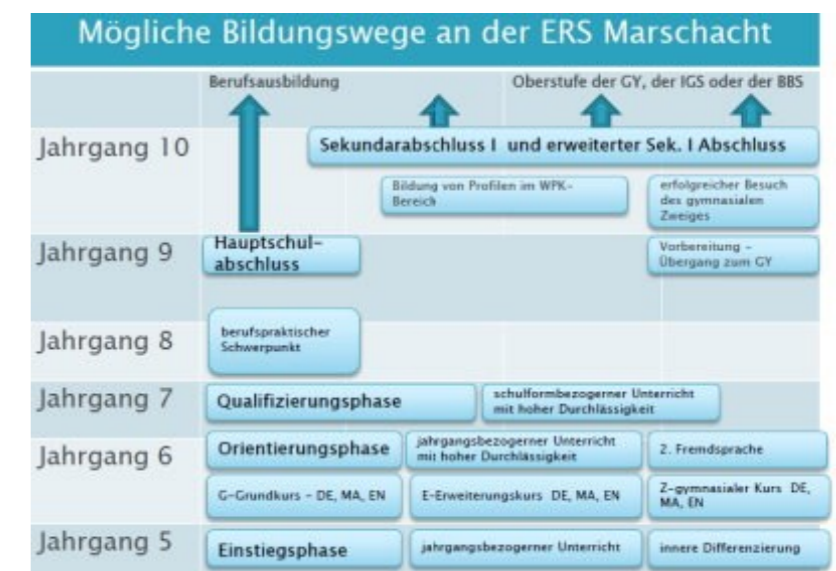 Mögliche Bildungswege an der ERS Marschacht
Berufsausbildung
Oberstufe der GY, der IGS oder der BBS
Jahrgang 10
Sekundarabschluss I und erweiterter Sek. I Abschluss
Bildung von Profilen im WPK-
Bereich
erfolgreicher Besuch
des gymnasialen
Zweiges
Jahrgang 9
Hauptschul-
abschluss
Vorbereitung -
Übergang zum GY
Jahrgang 8
berufspraktischer
Schwerpunkt
Jahrgang 7
Qualifizierungsphase
schulformbezogerner Unterricht
mit hoher Durchlässigkeit
Jahrgang 6
Orientierungsphase
jahrgangsbezogerner Unterricht
mit hoher Durchlässigkeit
2. Fremdsprache
G-Grundkurs - DE, MA, EN
E-Erweiterungskurs DE, MA, EN
Z-gymnasialer Kurs DE,
MA, EN
Jahrgang 5
Einstiegsphase
jahrgangsbezogerner Unterricht
innere Differenzierung